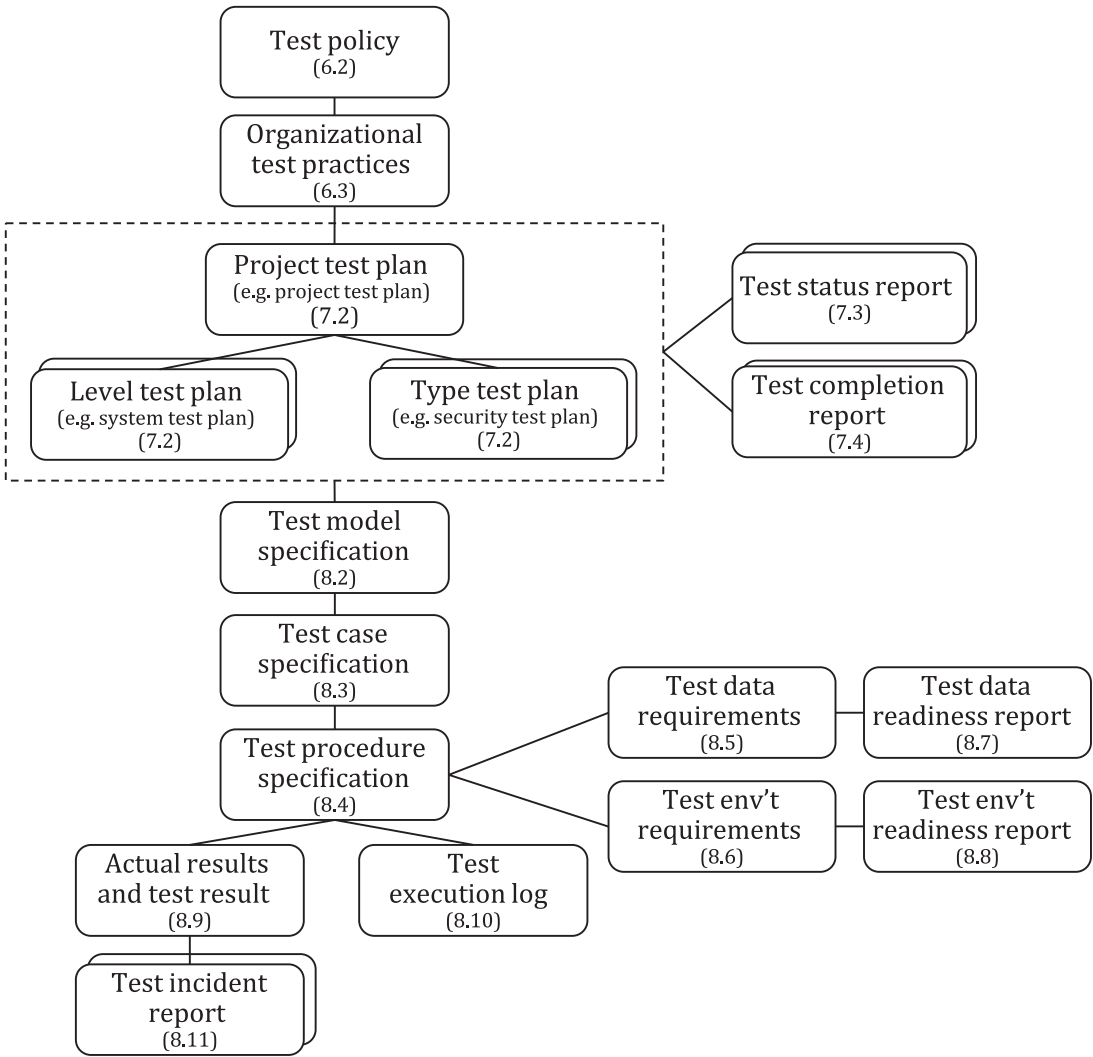 Test policy
(6.2)
Organizational
test practices
(6.3)
Project test plan
(e.g. project test plan)
(7.2)
Level test plan
(e.g. system test plan)
(7.2)
Type test plan
(e.g. security test plan)
(7.2)
Test status report
(7.3)
Test completion
report
(7.4)
Test model
specification
(8.2)
Test case
specification
(8.3)
Test procedure
specification
(8.4)
Test data
requirements
(8.5)
Test data
readiness report
(8.7)
Test env't
requirements
(8.6)
Test env't
readiness report
(8.8)
Actual results
and test result
(8.9)
Test
execution log
(8.10)
Test incident
report
(8.11)